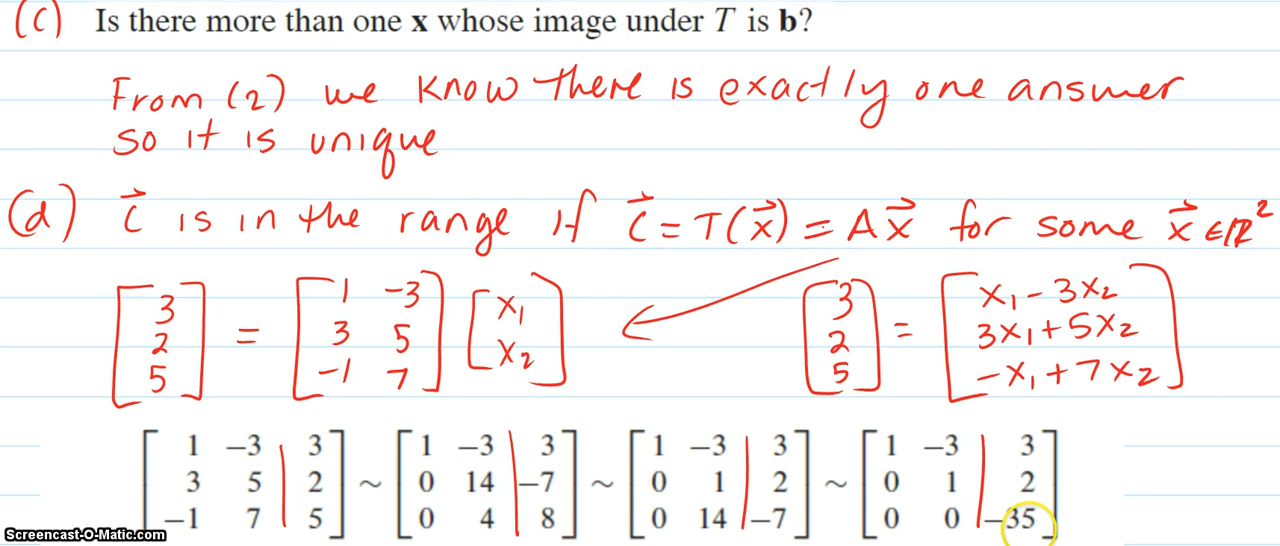 (c) Is there more than one x whose image under T is b?
From (2) we know there is exactly one answer
so it is unique
(d) c⃗ is in the range if c⃗ = T(x⃗) = Ax⃗ for some x⃗ ∈ ℝ²
[3 2 5] = [1 -3; 3 5; -1 7] [x₁ x₂] [3 2 5] = [x₁ - 3x₂; 3x₁ + 5x₂; -x₁ + 7x₂]
[1 −3 | 3; 3 5 | 2; −1 7 | 5] ~ [1 −3 | 3; 0 14 | −7; 0 4 | 8] ~ [1 −3 | 3; 0 1 | 2; 0 14 | −7] ~ [1 −3 | 3; 0 1 | 2; 0 0 | −35]
Screencast-O-Matic.com